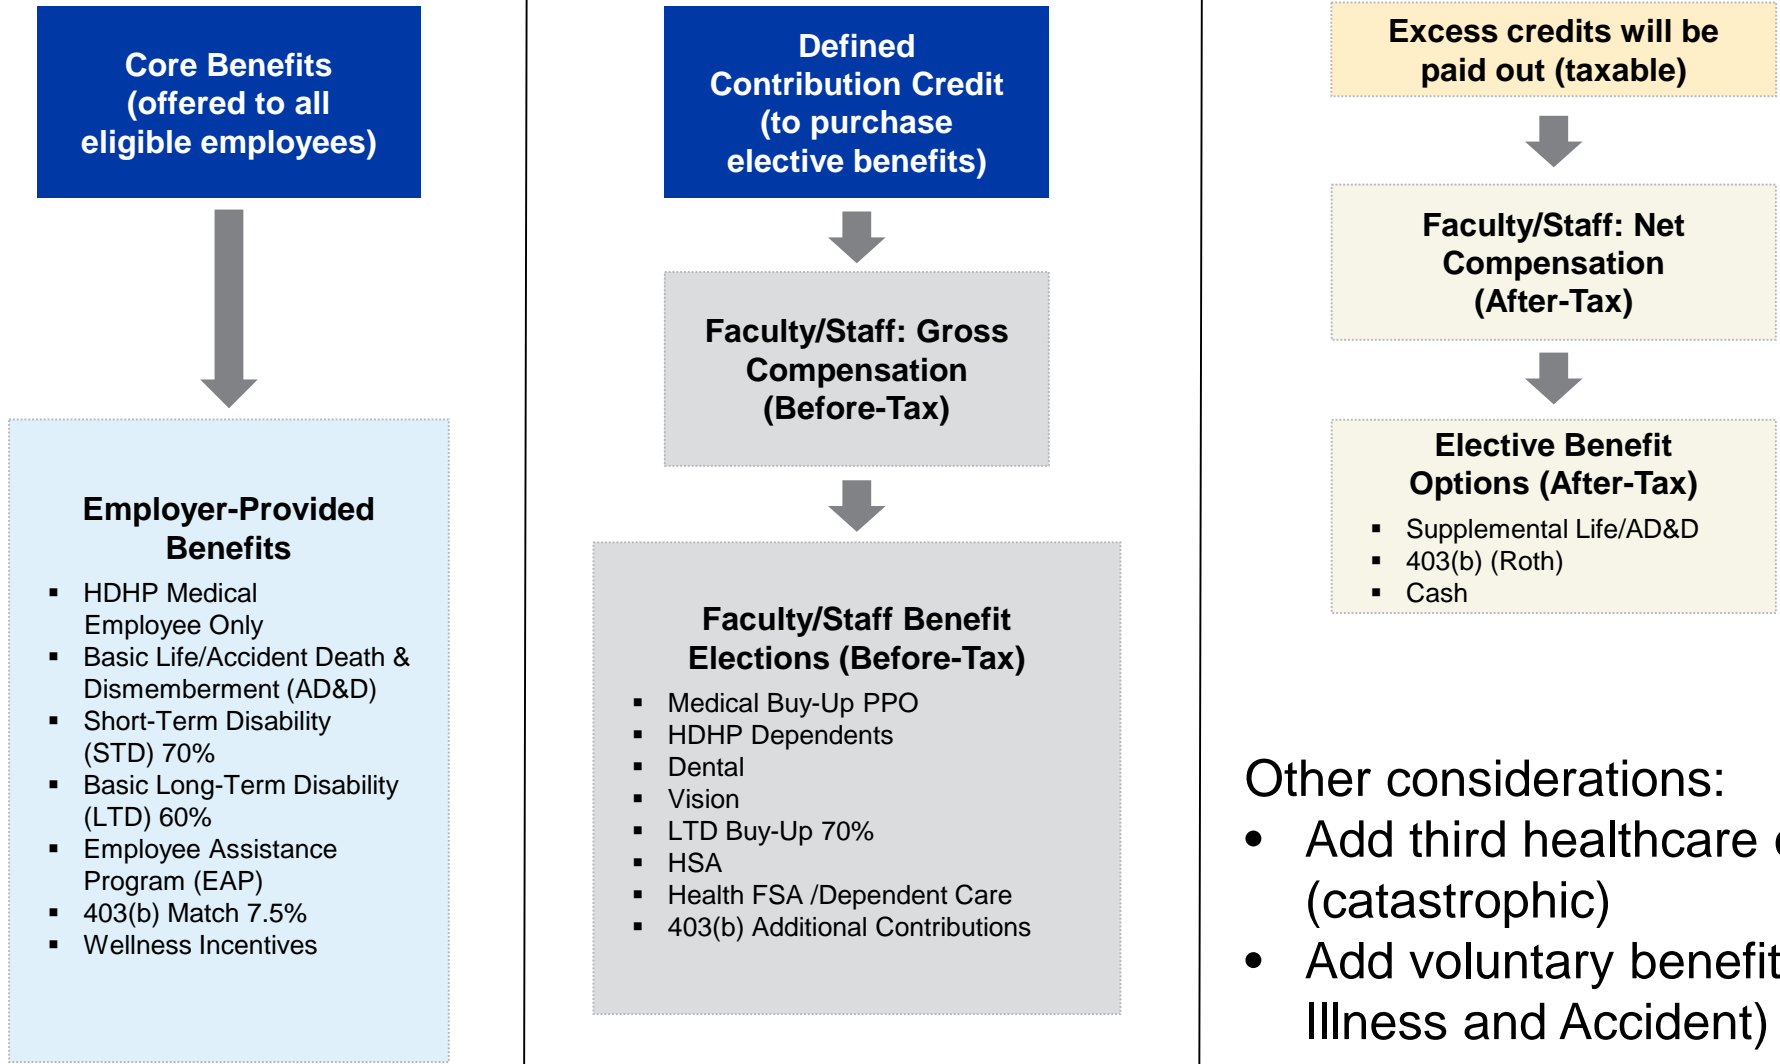 Core Benefits
(offered to all
eligible employees)
Employer-Provided
Benefits
▪ HDHP Medical
Employee Only
▪ Basic Life/Accident Death &
Dismemberment (AD&D)
▪ Short-Term Disability
(STD) 70%
▪ Basic Long-Term Disability
(LTD) 60%
▪ Employee Assistance
Program (EAP)
▪ 403(b) Match 7.5%
▪ Wellness Incentives
Defined
Contribution Credit
(to purchase
elective benefits)
Faculty/Staff: Gross
Compensation
(Before-Tax)
Faculty/Staff Benefit
Elections (Before-Tax)
▪ Medical Buy-Up PPO
▪ HDHP Dependents
▪ Dental
▪ Vision
▪ LTD Buy-Up 70%
▪ HSA
▪ Health FSA /Dependent Care
▪ 403(b) Additional Contributions
Excess credits will be
paid out (taxable)
Faculty/Staff: Net
Compensation
(After-Tax)
Elective Benefit
Options (After-Tax)
▪ Supplemental Life/AD&D
▪ 403(b) (Roth)
▪ Cash
Other considerations:
• Add third healthcare
(catastrophic)
• Add voluntary benefit
Illness and Accident)